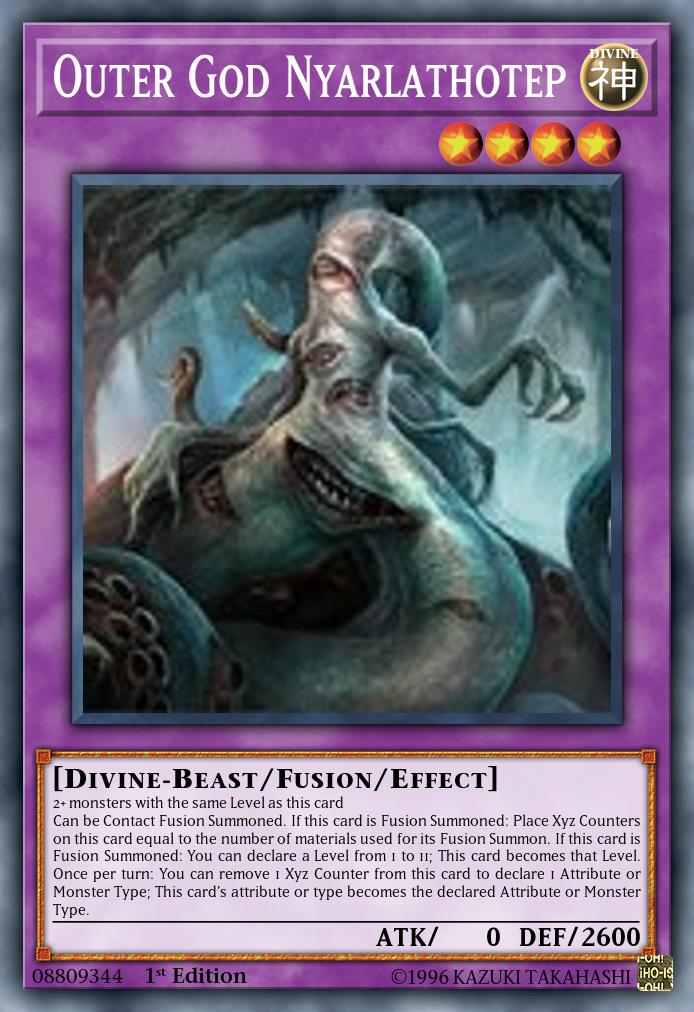 Outer God Nyarlathotep
DIVINE
神
[Divine-Beast/Fusion/Effect]
2+ monsters with the same Level as this card
Can be Contact Fusion Summoned. If this card is Fusion Summoned: Place Xyz Counters
on this card equal to the number of materials used for its Fusion Summon. If this card is
Fusion Summoned: You can declare a Level from 1 to 11; This card becomes that Level.
Once per turn: You can remove 1 Xyz Counter from this card to declare 1 Attribute or
Monster Type; This card's attribute or type becomes the declared Attribute or Monster
Type.
ATK/ 0 DEF/2600
08809344 1st Edition ©1996 KAZUKI TAKAHASHI